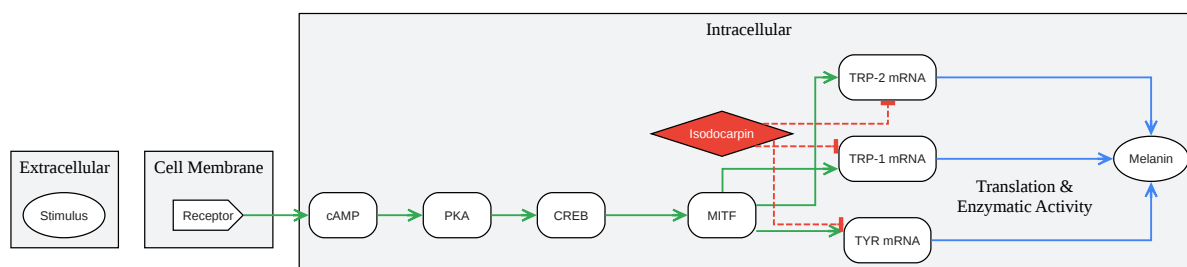 Intracellular
TRP-2 mRNA
Isodocarpin
Extracellular
Cell Membrane
TRP-1 mRNA
Melanin
Translation &
Enzymatic Activity
Stimulus
Receptor
cAMP
PKA
CREB
MITF
TYR mRNA